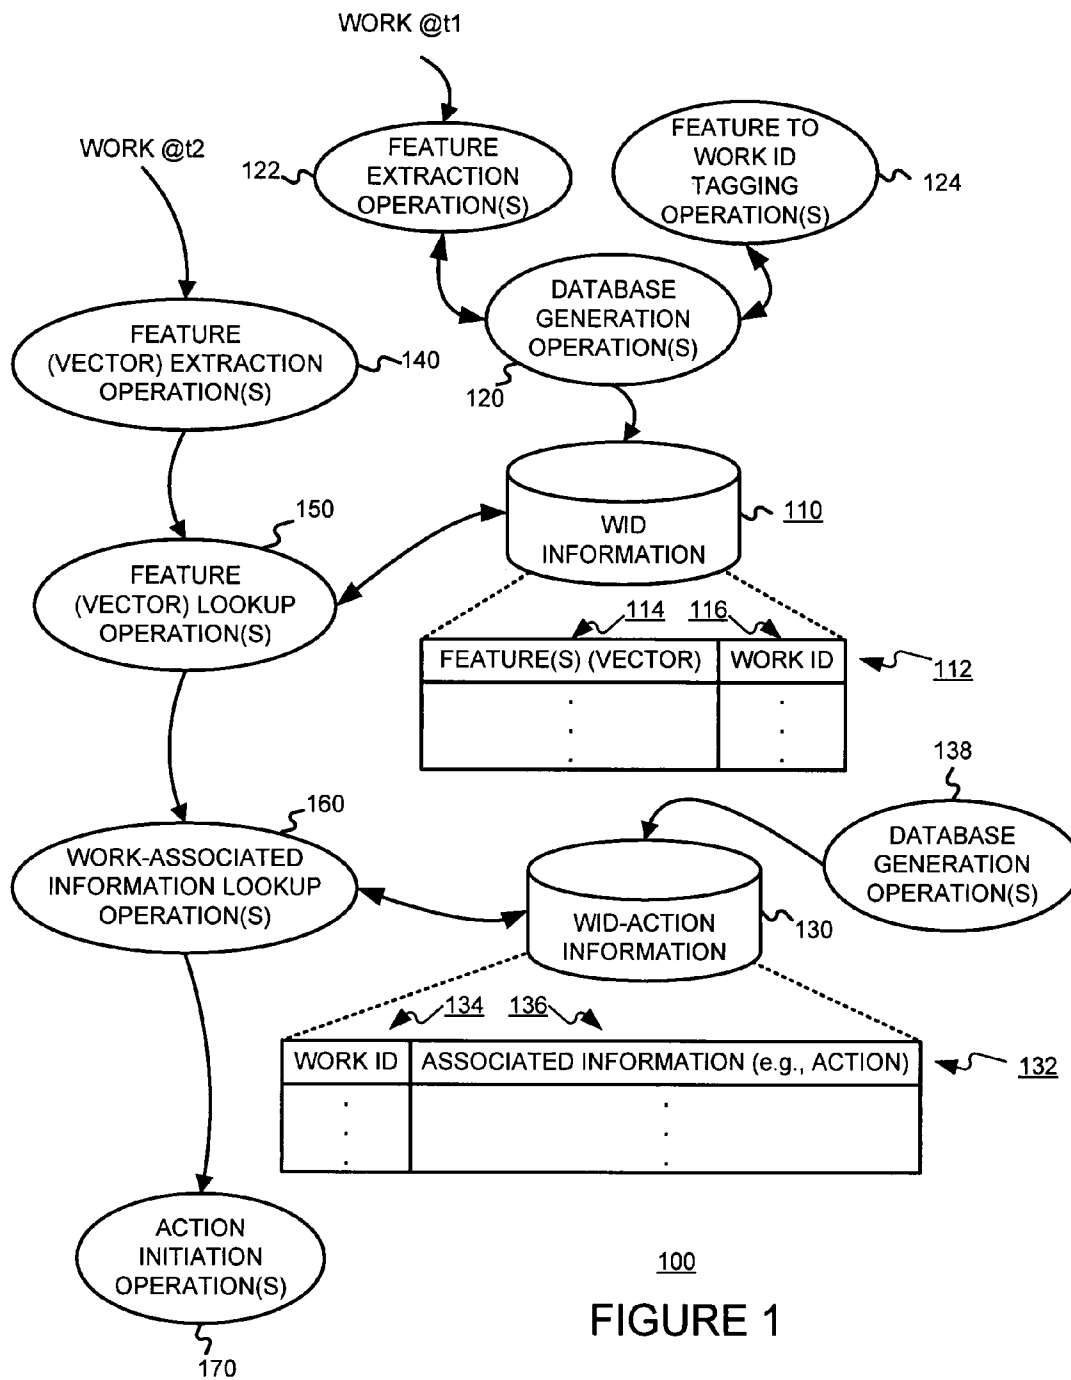 WORK @t1
WORK @t2
122
FEATURE
EXTRACTION
OPERATION(S)
FEATURE TO
WORK ID
TAGGING
OPERATION(S)
124
DATABASE
GENERATION
OPERATION(S)
120
FEATURE
(VECTOR) EXTRACTION
OPERATION(S)
140
150
WID
INFORMATION
110
FEATURE
(VECTOR) LOOKUP
OPERATION(S)
114
116
FEATURE(S) (VECTOR)
WORK ID
112
138
DATABASE
GENERATION
OPERATION(S)
160
WORK-ASSOCIATED
INFORMATION LOOKUP
OPERATION(S)
WID-ACTION
INFORMATION
130
134
136
WORK ID
ASSOCIATED INFORMATION (e.g., ACTION)
132
ACTION
INITIATION
OPERATION(S)
170
100
FIGURE 1